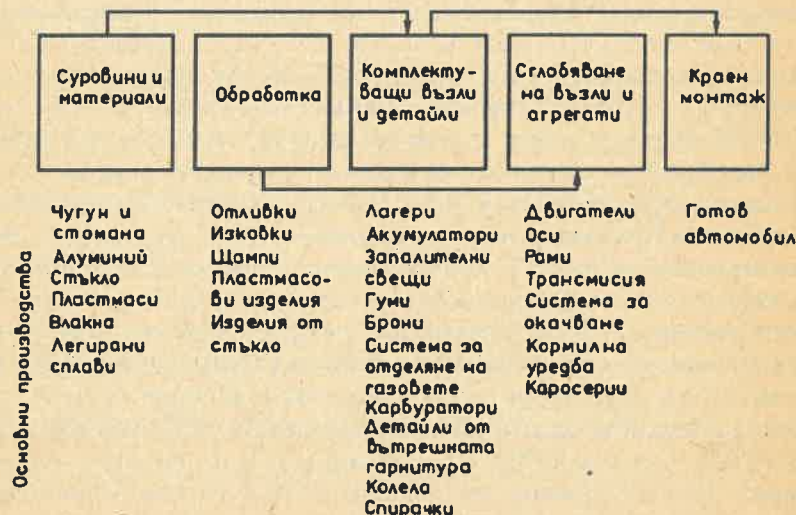 Суровини и
материали
Обработка
Комплекту-
ващи възли
и детайли
Сглобяване
на възли и
агрегати
Краен
монтаж
Основни производства
Чугун и
стомана
Алуминий
Стъкло
Пластмаси
Влакна
Легирани
сплави
Отливки
Изковки
Щампи
Пластмасо-
ви изделия
Изделия от
стъкло
Лагери
Акумулатори
Запалителни
свещи
Гуми
Брони
Система за
отделяне на
газовете
Карбуратори
Детайли от
вътрешната
гарнитура
Колела
Спирачки
Двигатели
Оси
Рами
Трансмисия
Система за
окачване
Кормилна
уредба
Каросерии
Готов
автомобил